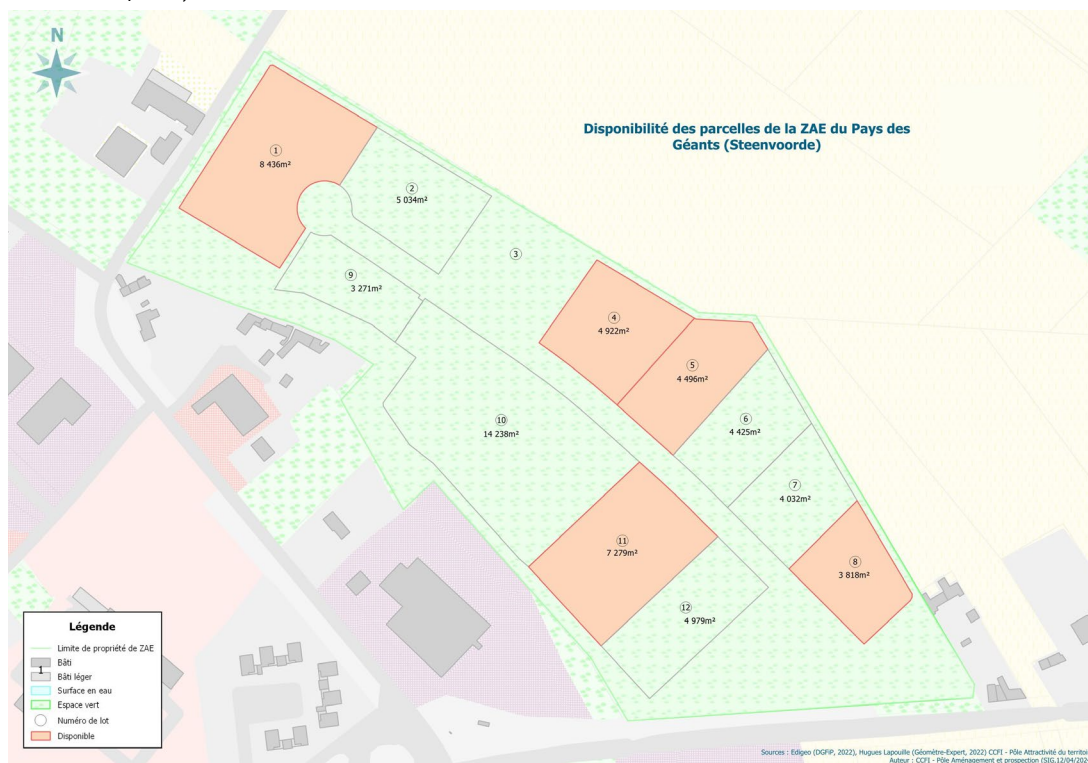 N
Disponibilité des parcelles de la ZAE du Pays des
Géants (Steenvoorde)
1
8 436m²
2
5 034m²
3
9
3 271m²
4
4 922m²
5
4 496m²
6
4 425m²
10
14 238m²
7
4 032m²
11
7 279m²
8
3 818m²
12
4 979m²
Légende
Limite de propriété de ZAE
Bâti
1
Bâti léger
Surface en eau
Espace vert
Numéro de lot
Disponible
Sources : Edigeo (DGFiP, 2022), Hugues Lapouille (Géomètre-Expert, 2022) CCFI - Pôle Attractivité du territoi
Auteur : CCFI - Pôle Aménagement et prospection (SIG,12/04/202